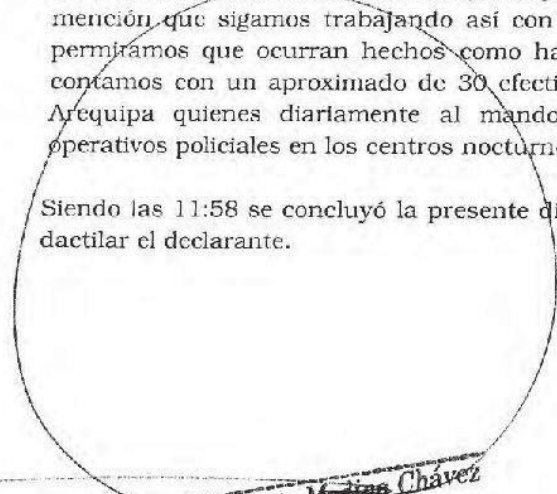 mención que sigamos trabajando así con
permitamos que ocurran hechos como ha
contamos con un aproximado de 30 efecti
Arequipa quienes diariamente al mando
operativos policiales en los centros nocturn
Siendo las 11:58 se concluyó la presente di
dactilar el declarante.
Chávez